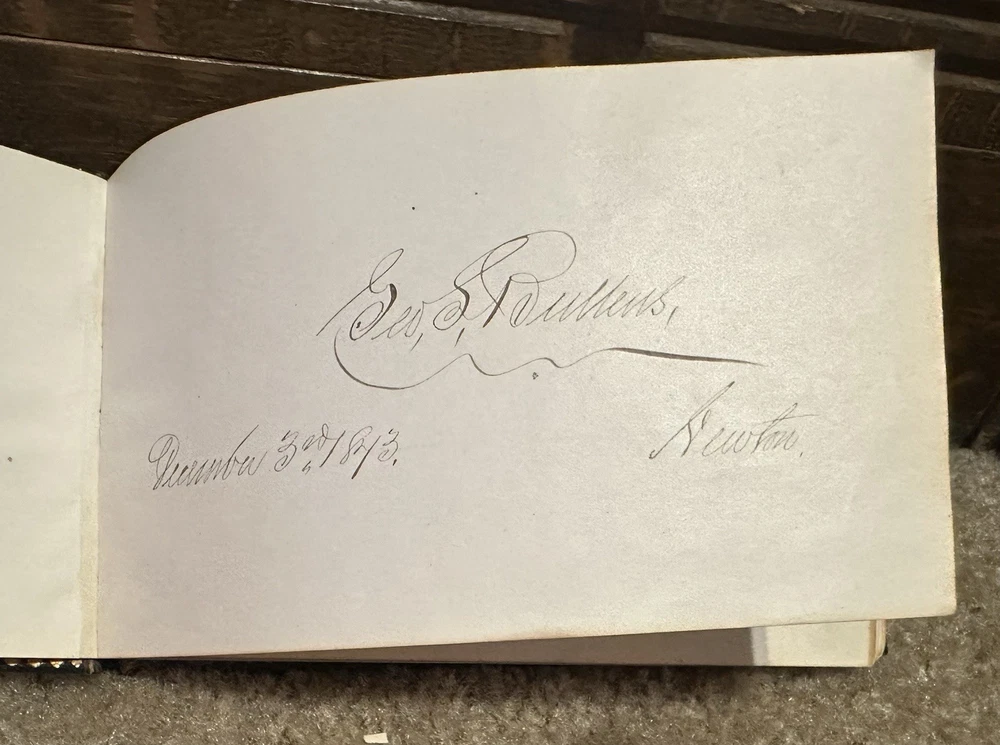 Geo, S, Bullens,
Newton.
December 3rd, 1873.